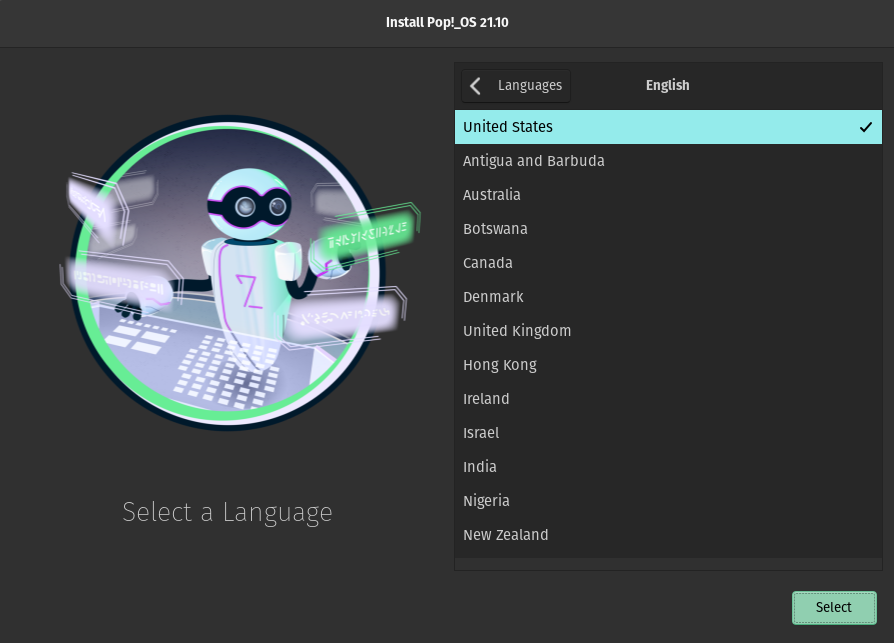 Install Pop!_OS 21.10
Languages
English
United States
Antigua and Barbuda
Australia
Botswana
Canada
Denmark
United Kingdom
Hong Kong
Ireland
Israel
India
Nigeria
New Zealand
Select a Language
Select